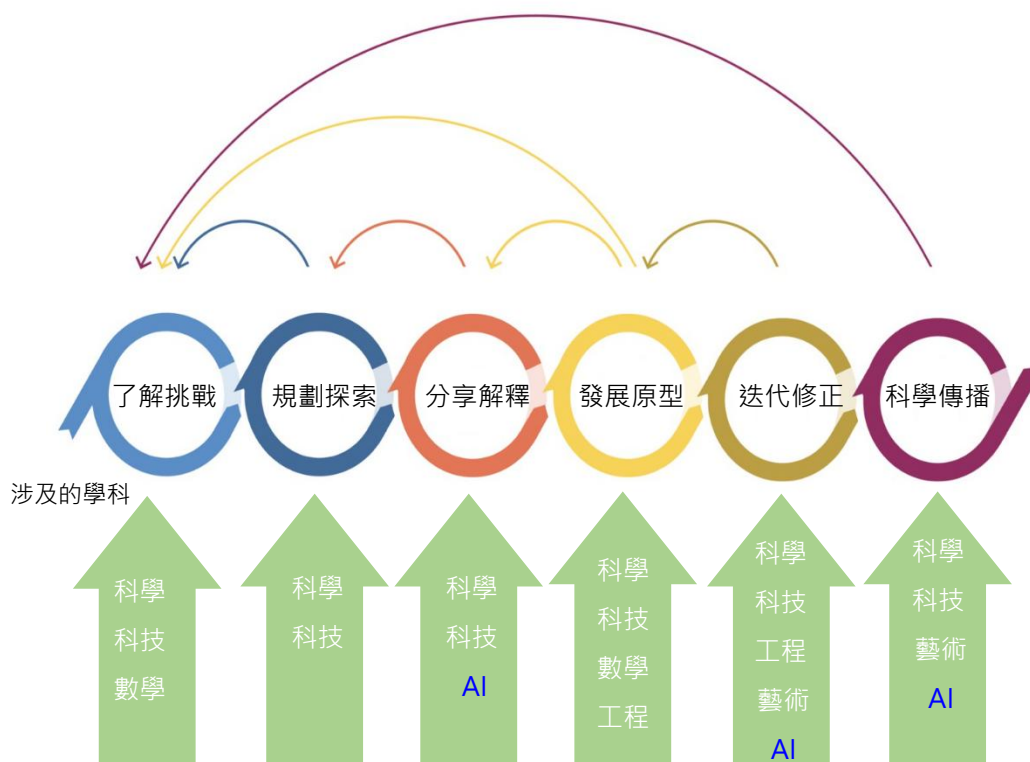 了解挑戰
規劃探索
分享解釋
發展原型
迭代修正
科學傳播
涉及的學科
科學
科技
數學
科學
科技
科學
科技
AI
科學
科技
數學
工程
科學
科技
工程
藝術
AI
科學
科技
藝術
AI